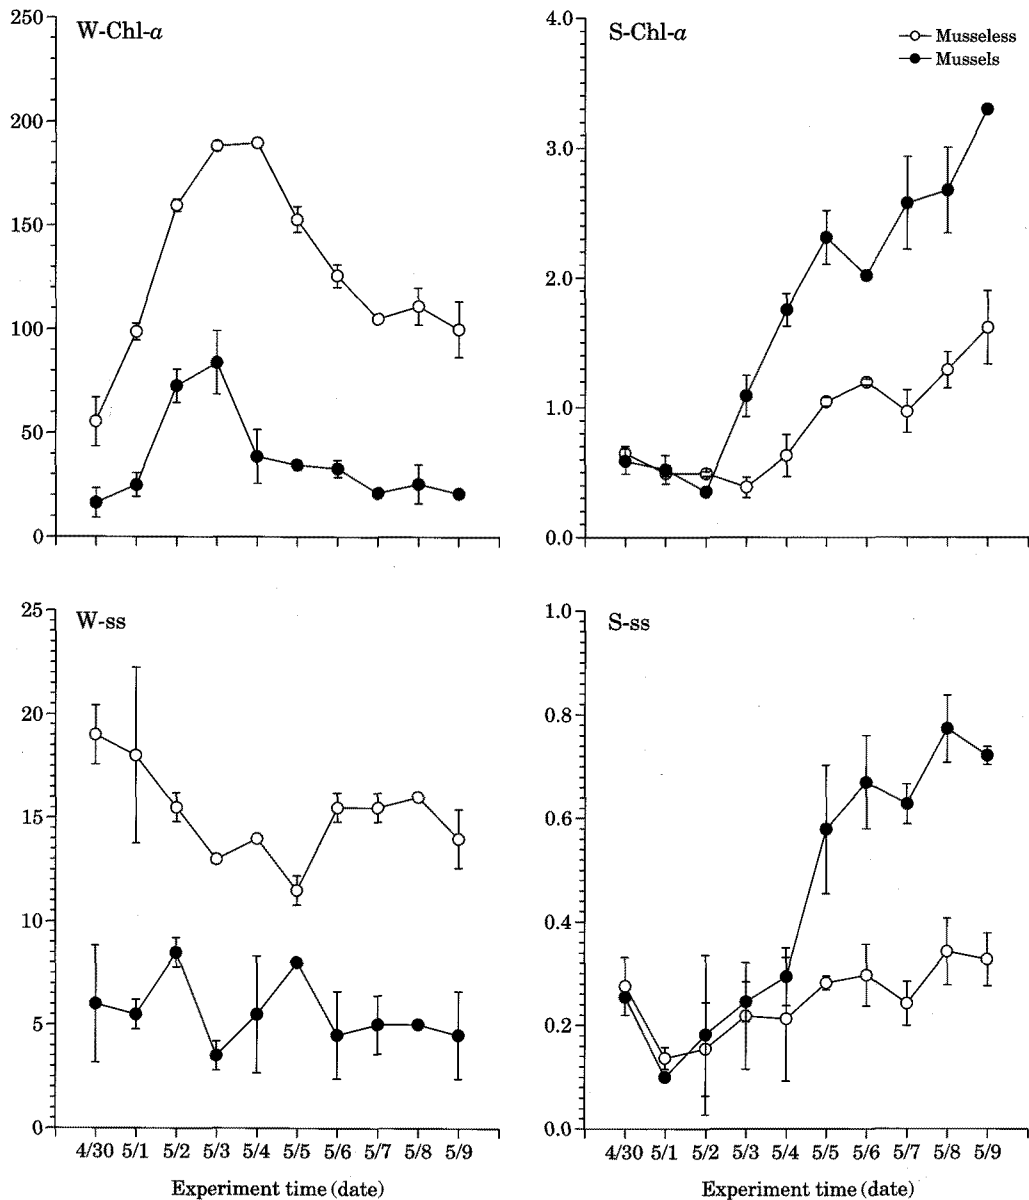 W-Chl-a
250
200
150
100
50
0
S-Chl-a
Musseless
Mussels
4.0
3.0
2.0
1.0
0.0
W-ss
25
20
15
10
5
0
4/30 5/1 5/2 5/3 5/4 5/5 5/6 5/7 5/8 5/9
Experiment time (date)
S-ss
1.0
0.8
0.6
0.4
0.2
0.0
4/30 5/1 5/2 5/3 5/4 5/5 5/6 5/7 5/8 5/9
Experiment time (date)